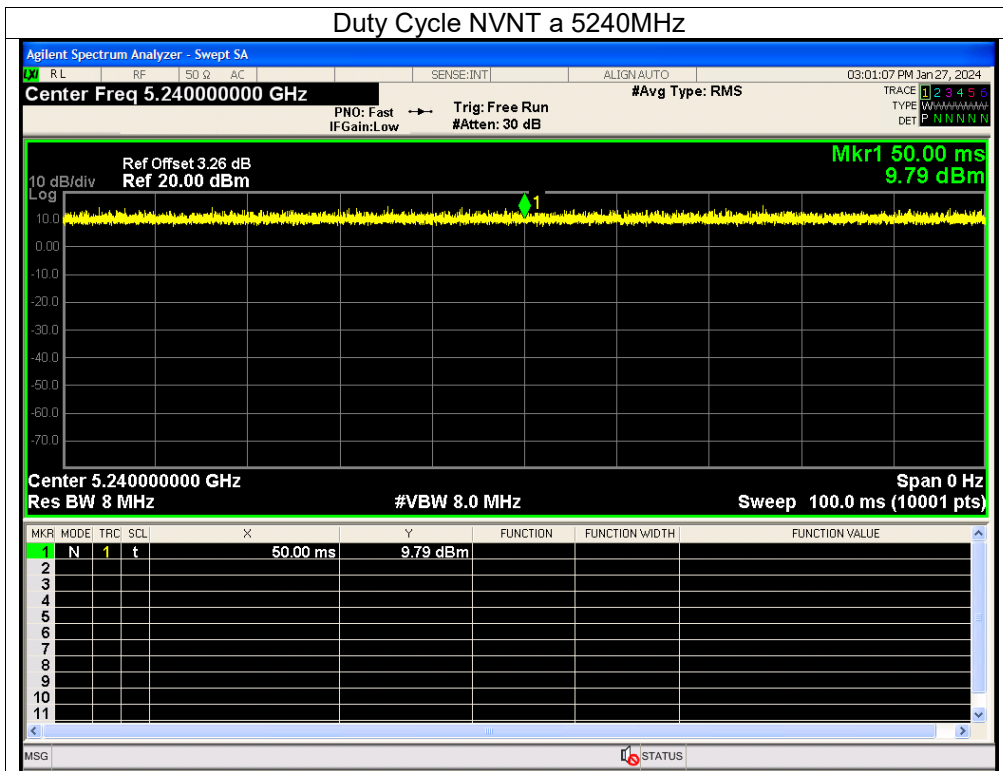 Duty Cycle NVNT a 5240MHz
Agilent Spectrum Analyzer - Swept SA
LXI RL RF 50 Ω AC SENSE:INT ALIGN AUTO 03:01:07 PM Jan 27, 2024
Center Freq 5.240000000 GHz #Avg Type: RMS TRACE 1 2 3 4 5 6
PNO: Fast Trig: Free Run TYPE WWWWWW
IFGain:Low #Atten: 30 dB DET P N N N N N
Mkr1 50.00 ms
Ref Offset 3.26 dB
10 dB/div Ref 20.00 dBm 9.79 dBm
Log
1
10.0
0.00
-10.0
-20.0
-30.0
-40.0
-50.0
-60.0
-70.0
Center 5.240000000 GHz Span 0 Hz
Res BW 8 MHz #VBW 8.0 MHz Sweep 100.0 ms (10001 pts)
MKR MODE TRC SCL X Y FUNCTION FUNCTION WIDTH FUNCTION VALUE
1 N 1 t 50.00 ms 9.79 dBm
2
3
4
5
6
7
8
9
10
11
MSG STATUS